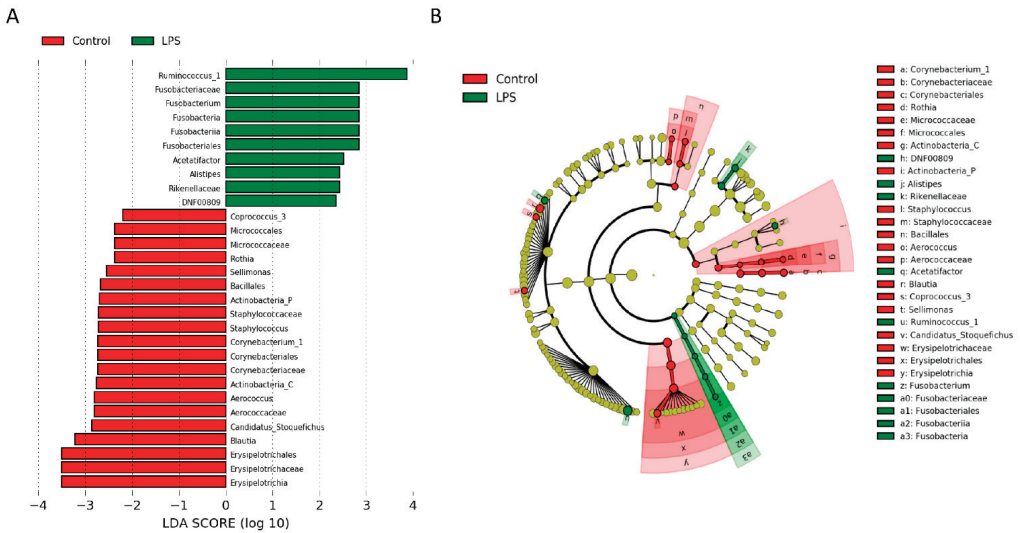 A
Control
LPS
Ruminococcus_1
Fusobacteriaceae
Fusobacterium
Fusobacteria
Fusobacteriia
Fusobacteriales
Acetatifactor
Alistipes
Rikenellaceae
DNF00809
Coprococcus_3
Micrococcales
Micrococcaceae
Rothia
Sellimonas
Bacillales
Actinobacteria_P
Staphylococcaceae
Staphylococcus
Corynebacterium_1
Corynebacteriales
Corynebacteriaceae
Actinobacteria_C
Aerococcus
Aerococcaceae
Candidatus_Stoquefichus
Blautia
Erysipelotrichales
Erysipelotrichaceae
Erysipelotrichia
−4 −3 −2 −1 0 1 2 3 4
LDA SCORE (log 10)
B
Control
LPS
n
p m
o l
k
j
h
i
g
f
e
d
c
b
a
q
r
s
t
u
v
w
x
y
z
a0
a1
a2
a3
a: Corynebacterium_1
b: Corynebacteriaceae
c: Corynebacteriales
d: Rothia
e: Micrococcaceae
f: Micrococcales
g: Actinobacteria_C
h: DNF00809
i: Actinobacteria_P
j: Alistipes
k: Rikenellaceae
l: Staphylococcus
m: Staphylococcaceae
n: Bacillales
o: Aerococcus
p: Aerococcaceae
q: Acetatifactor
r: Blautia
s: Coprococcus_3
t: Sellimonas
u: Ruminococcus_1
v: Candidatus_Stoquefichus
w: Erysipelotrichaceae
x: Erysipelotrichales
y: Erysipelotrichia
z: Fusobacterium
a0: Fusobacteriaceae
a1: Fusobacteriales
a2: Fusobacteriia
a3: Fusobacteria